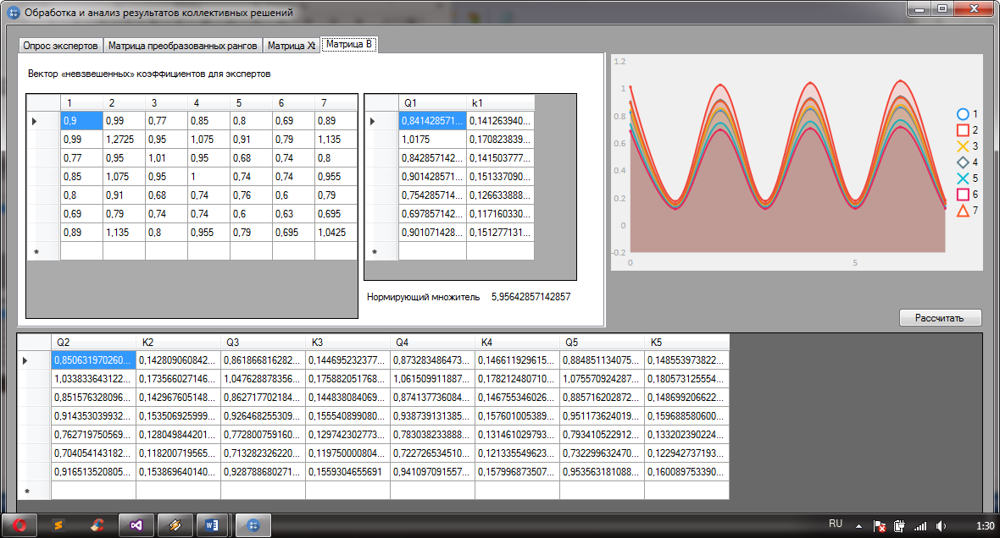 Обработка и анализ результатов коллективных решений
Опрос экспертов Матрица преобразованных рангов Матрица Xt Матрица B
Вектор «невзвешенных» коэффициентов для экспертов
1 2 3 4 5 6 7
0,9 0,99 0,77 0,85 0,8 0,69 0,89
0,99 1,2725 0,95 1,075 0,91 0,79 1,135
0,77 0,95 1,01 0,95 0,68 0,74 0,8
0,85 1,075 0,95 1 0,74 0,74 0,955
0,8 0,91 0,68 0,74 0,76 0,6 0,79
0,69 0,79 0,74 0,74 0,6 0,63 0,695
0,89 1,135 0,8 0,955 0,79 0,695 1,0425
*
Q1 k1
0,841428571... 0,141263940...
1,0175 0,170823839...
0,842857142... 0,141503777...
0,901428571... 0,151337090...
0,754285714... 0,126633888...
0,697857142... 0,117160330...
0,901071428... 0,151277131...
*
Нормирующий множитель 5,95642857142857
1.2
1
0.8
0.6
0.4
0.2
0
-0.2
0 5
1
2
3
4
5
6
7
Рассчитать
Q2 K2 Q3 K3 Q4 K4 Q5 K5
0,850631970260... 0,142809060842... 0,861866816282... 0,144695232377... 0,873283486473... 0,146611929615... 0,884851134075... 0,148553973822...
1,033833643122... 0,173566027146... 1,047628878356... 0,175882051768... 1,061509911887... 0,178212480710... 1,075570924287... 0,180573125554...
0,851576328096... 0,142967605148... 0,862717702184... 0,144838084069... 0,874137736084... 0,146755346026... 0,885716202872... 0,148699206622...
0,914353039932... 0,153506925999... 0,926468255309... 0,155540899080... 0,938739131385... 0,157601005389... 0,951173624019... 0,159688580600...
0,762719750569... 0,128049844201... 0,772800759160... 0,129742302773... 0,783038233888... 0,131461029793... 0,793410522912... 0,133202390224...
0,704054143182... 0,118200719565... 0,713282326220... 0,119750000804... 0,722726534510... 0,121335549623... 0,732299632470... 0,122942737193...
0,916513520805... 0,153869640140... 0,928788680271... 0,1559304655691 0,941097091557... 0,157996873507... 0,953563181088... 0,160089753390...
*
RU 1:30